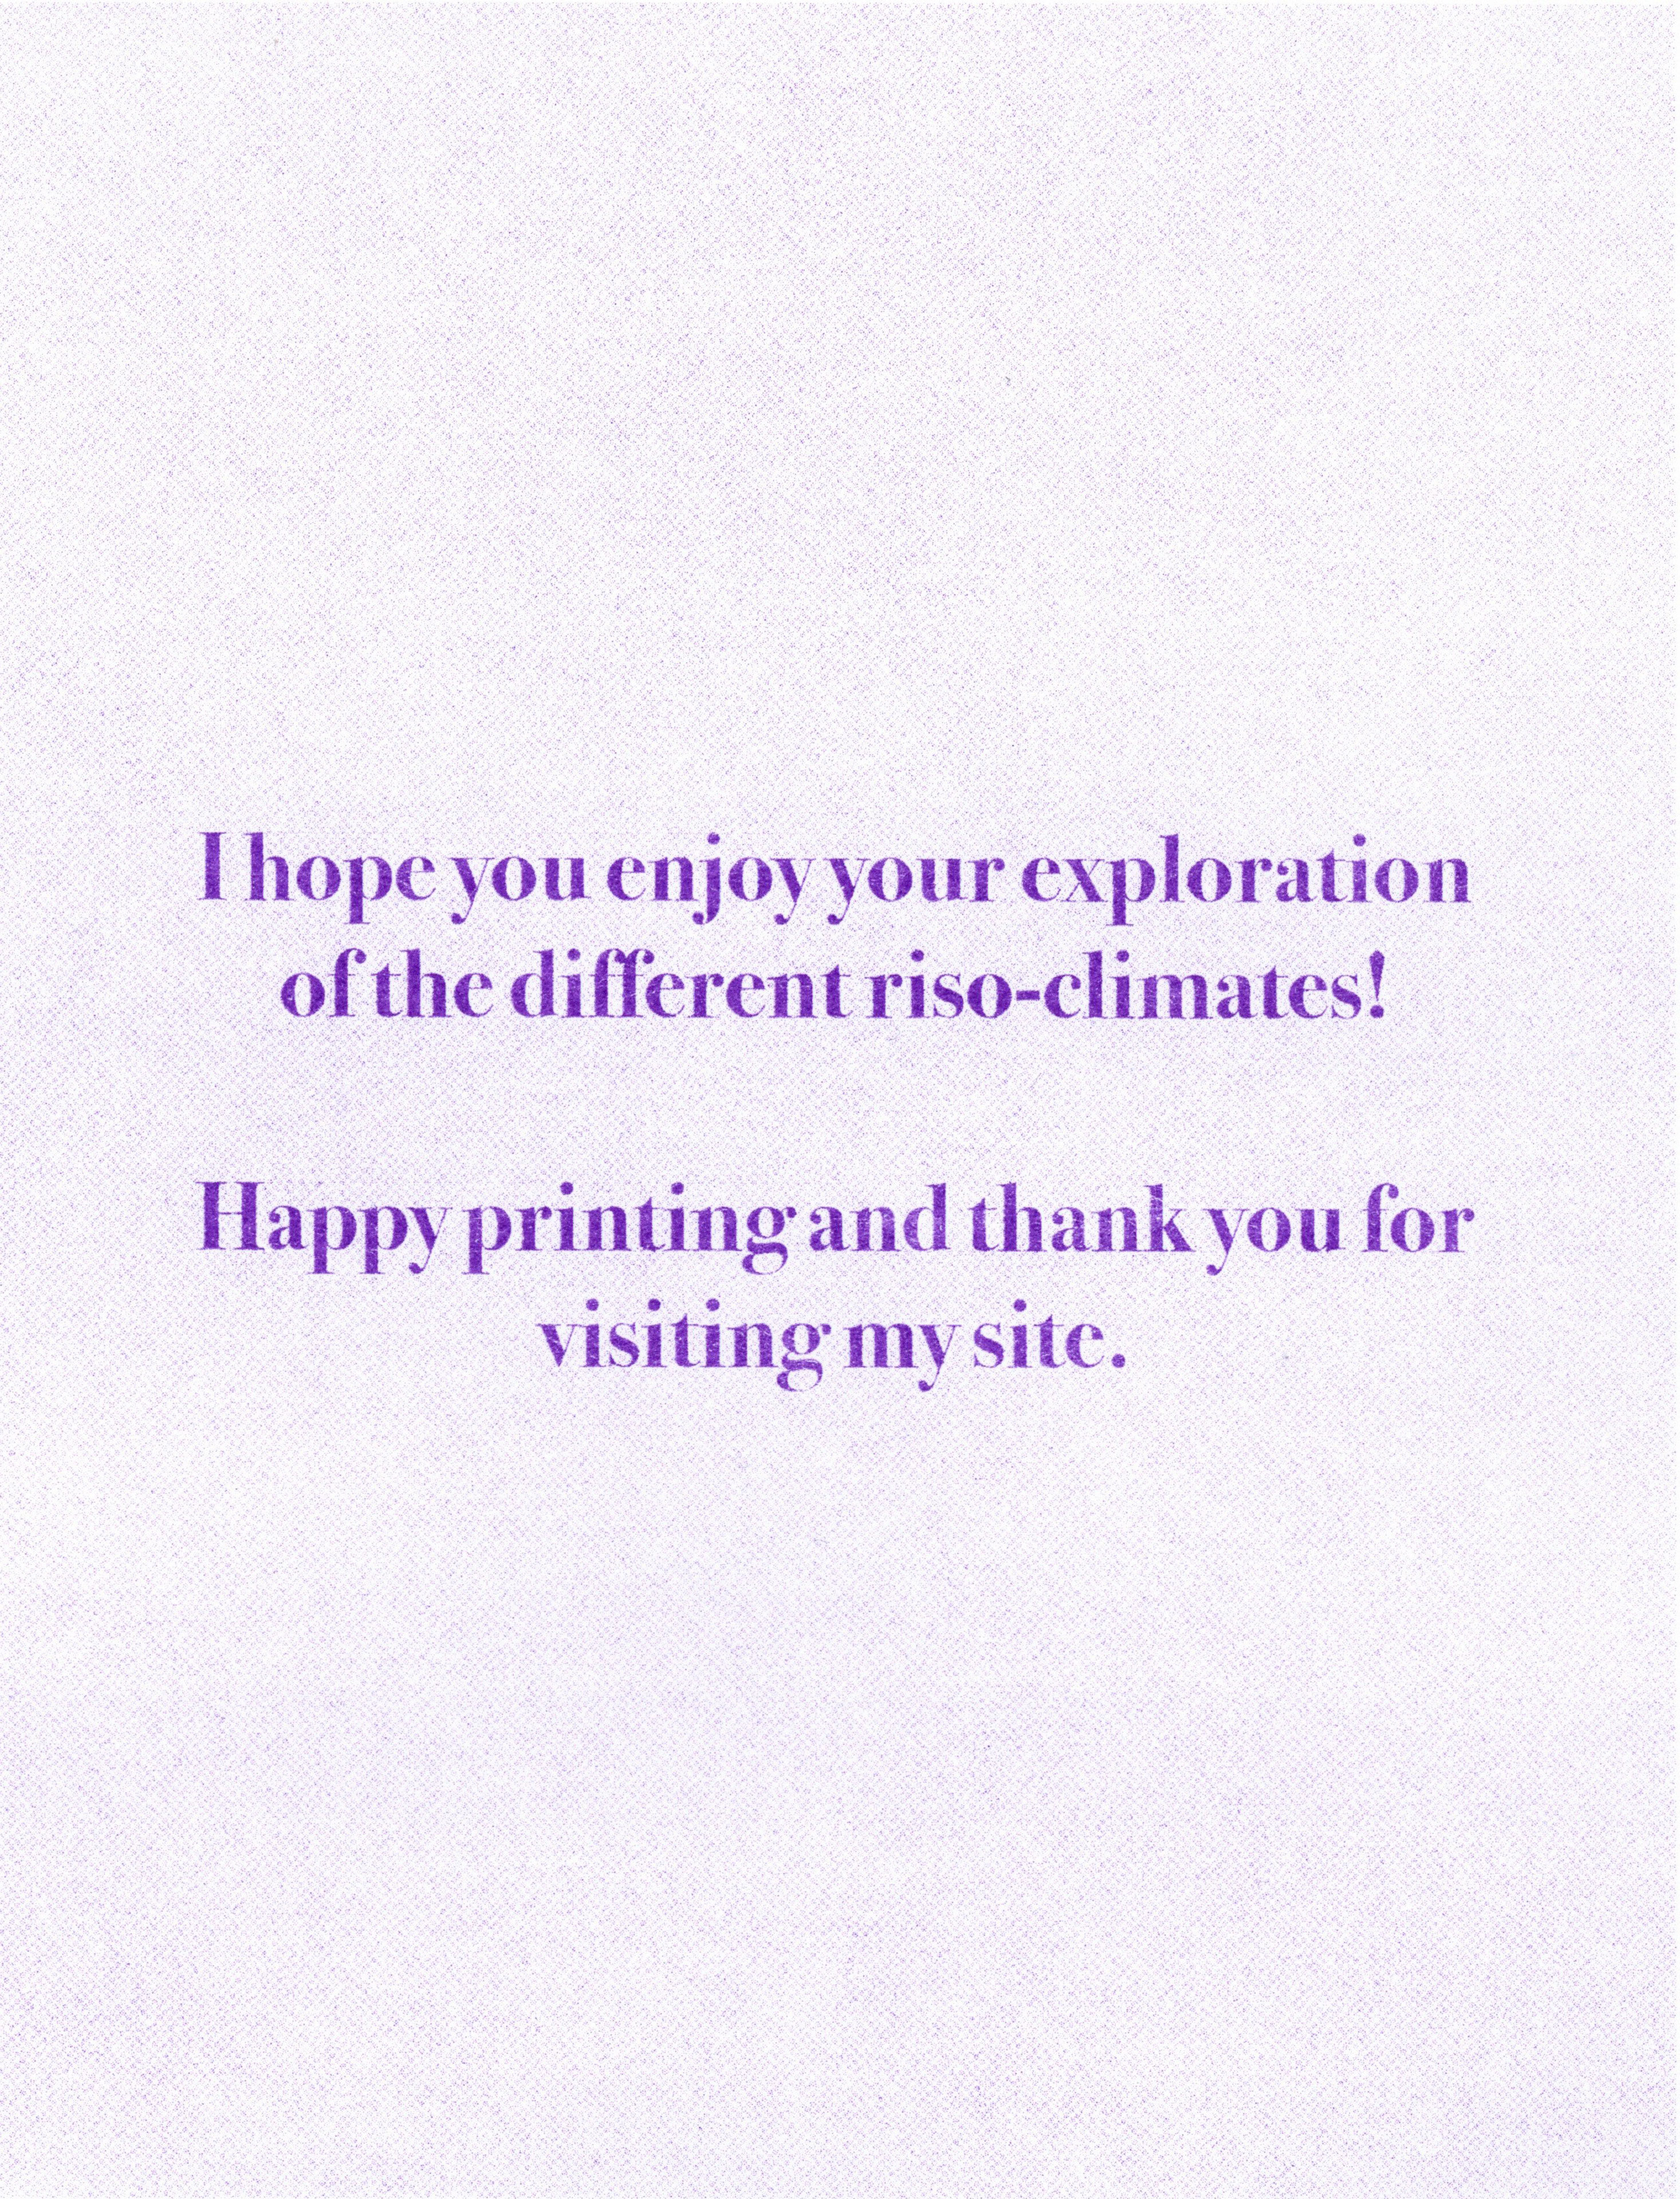 I hope you enjoy your exploration
of the different riso-climates!
Happy printing and thank you for
visiting my site.